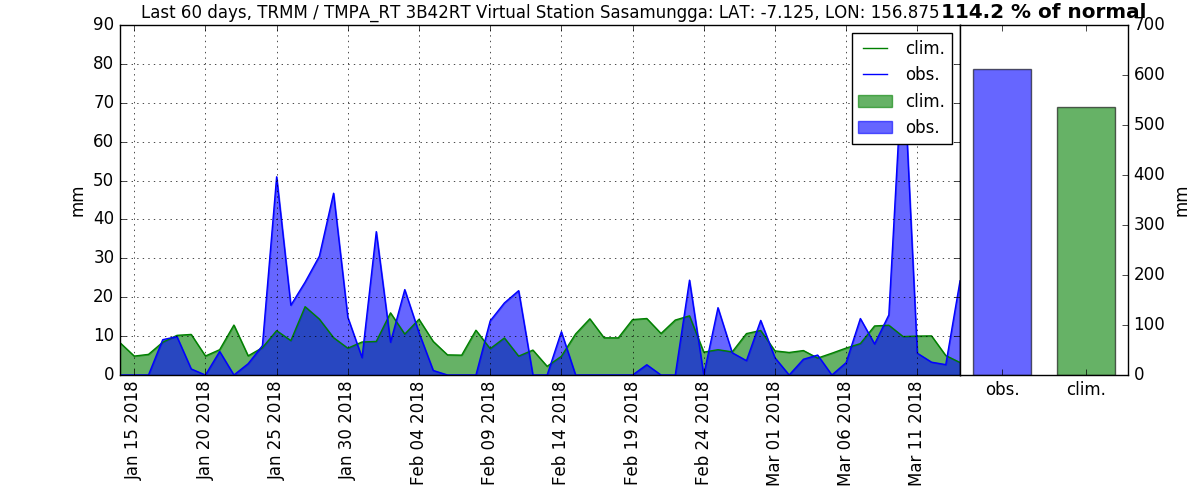 Last 60 days, TRMM / TMPA_RT 3B42RT Virtual Station Sasamungga: LAT: -7.125, LON: 156.875
114.2 % of normal
90
80
70
60
50
40
30
20
10
0
mm
clim.
obs.
clim.
obs.
700
600
500
400
300
200
100
0
mm
obs.
clim.
Jan 15 2018
Jan 20 2018
Jan 25 2018
Jan 30 2018
Feb 04 2018
Feb 09 2018
Feb 14 2018
Feb 19 2018
Feb 24 2018
Mar 01 2018
Mar 06 2018
Mar 11 2018